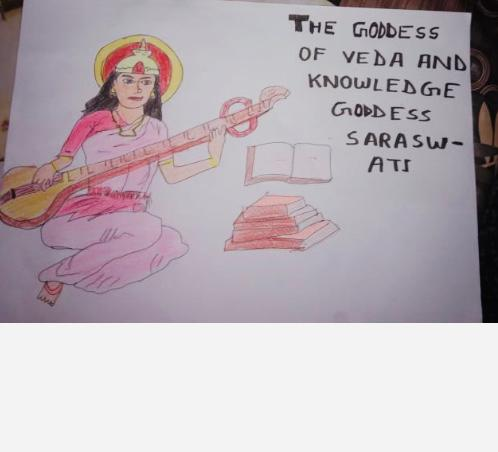 THE GODDESS
OF VEDA AND
KNOWLEDGE
GODDESS
SARASW-
ATI